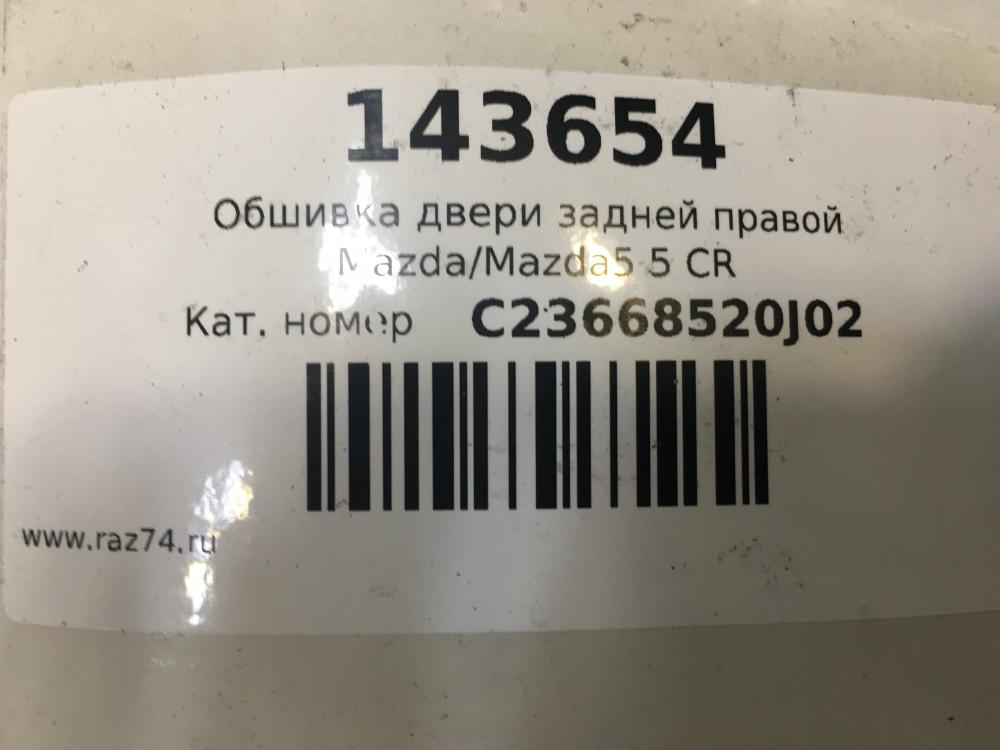 143654
Обшивка двери задней правой
Mazda/Mazda5 5 CR
Кат. номер C23668520J02
www.raz74.ru